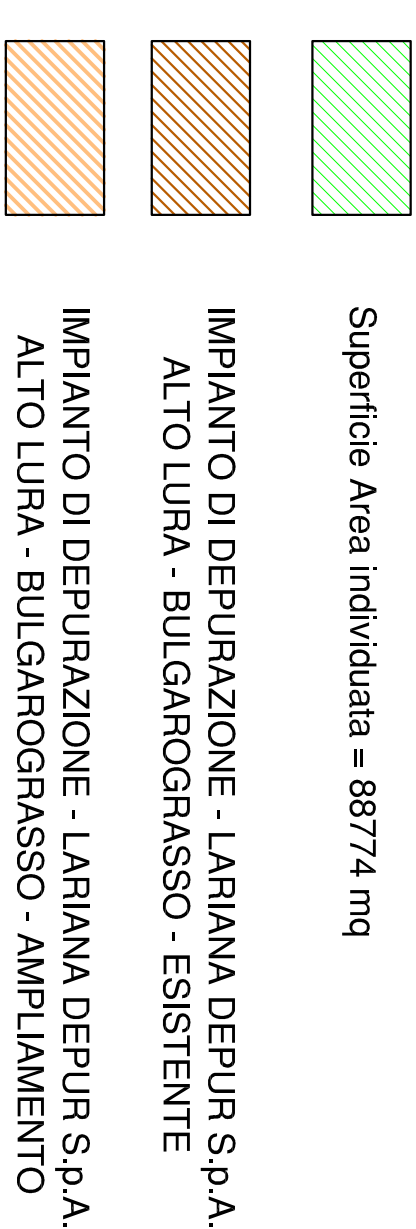 Superficie Area individuata = 88774 mq
IMPIANTO DI DEPURAZIONE - LARIANA DEPUR S.p.A.
ALTO LURA - BULGAROGRASSO - ESISTENTE
IMPIANTO DI DEPURAZIONE - LARIANA DEPUR S.p.A.
ALTO LURA - BULGAROGRASSO - AMPLIAMENTO